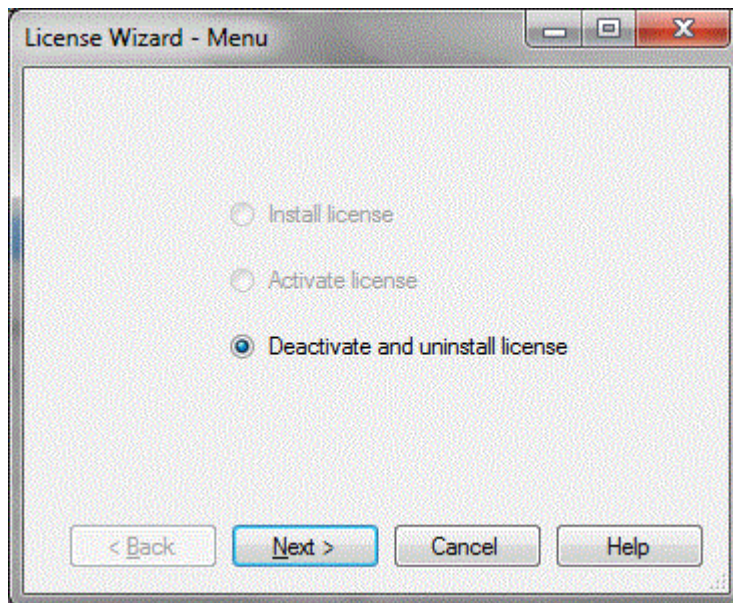 License Wizard - Menu
Install license
Activate license
Deactivate and uninstall license
< Back
Next >
Cancel
Help